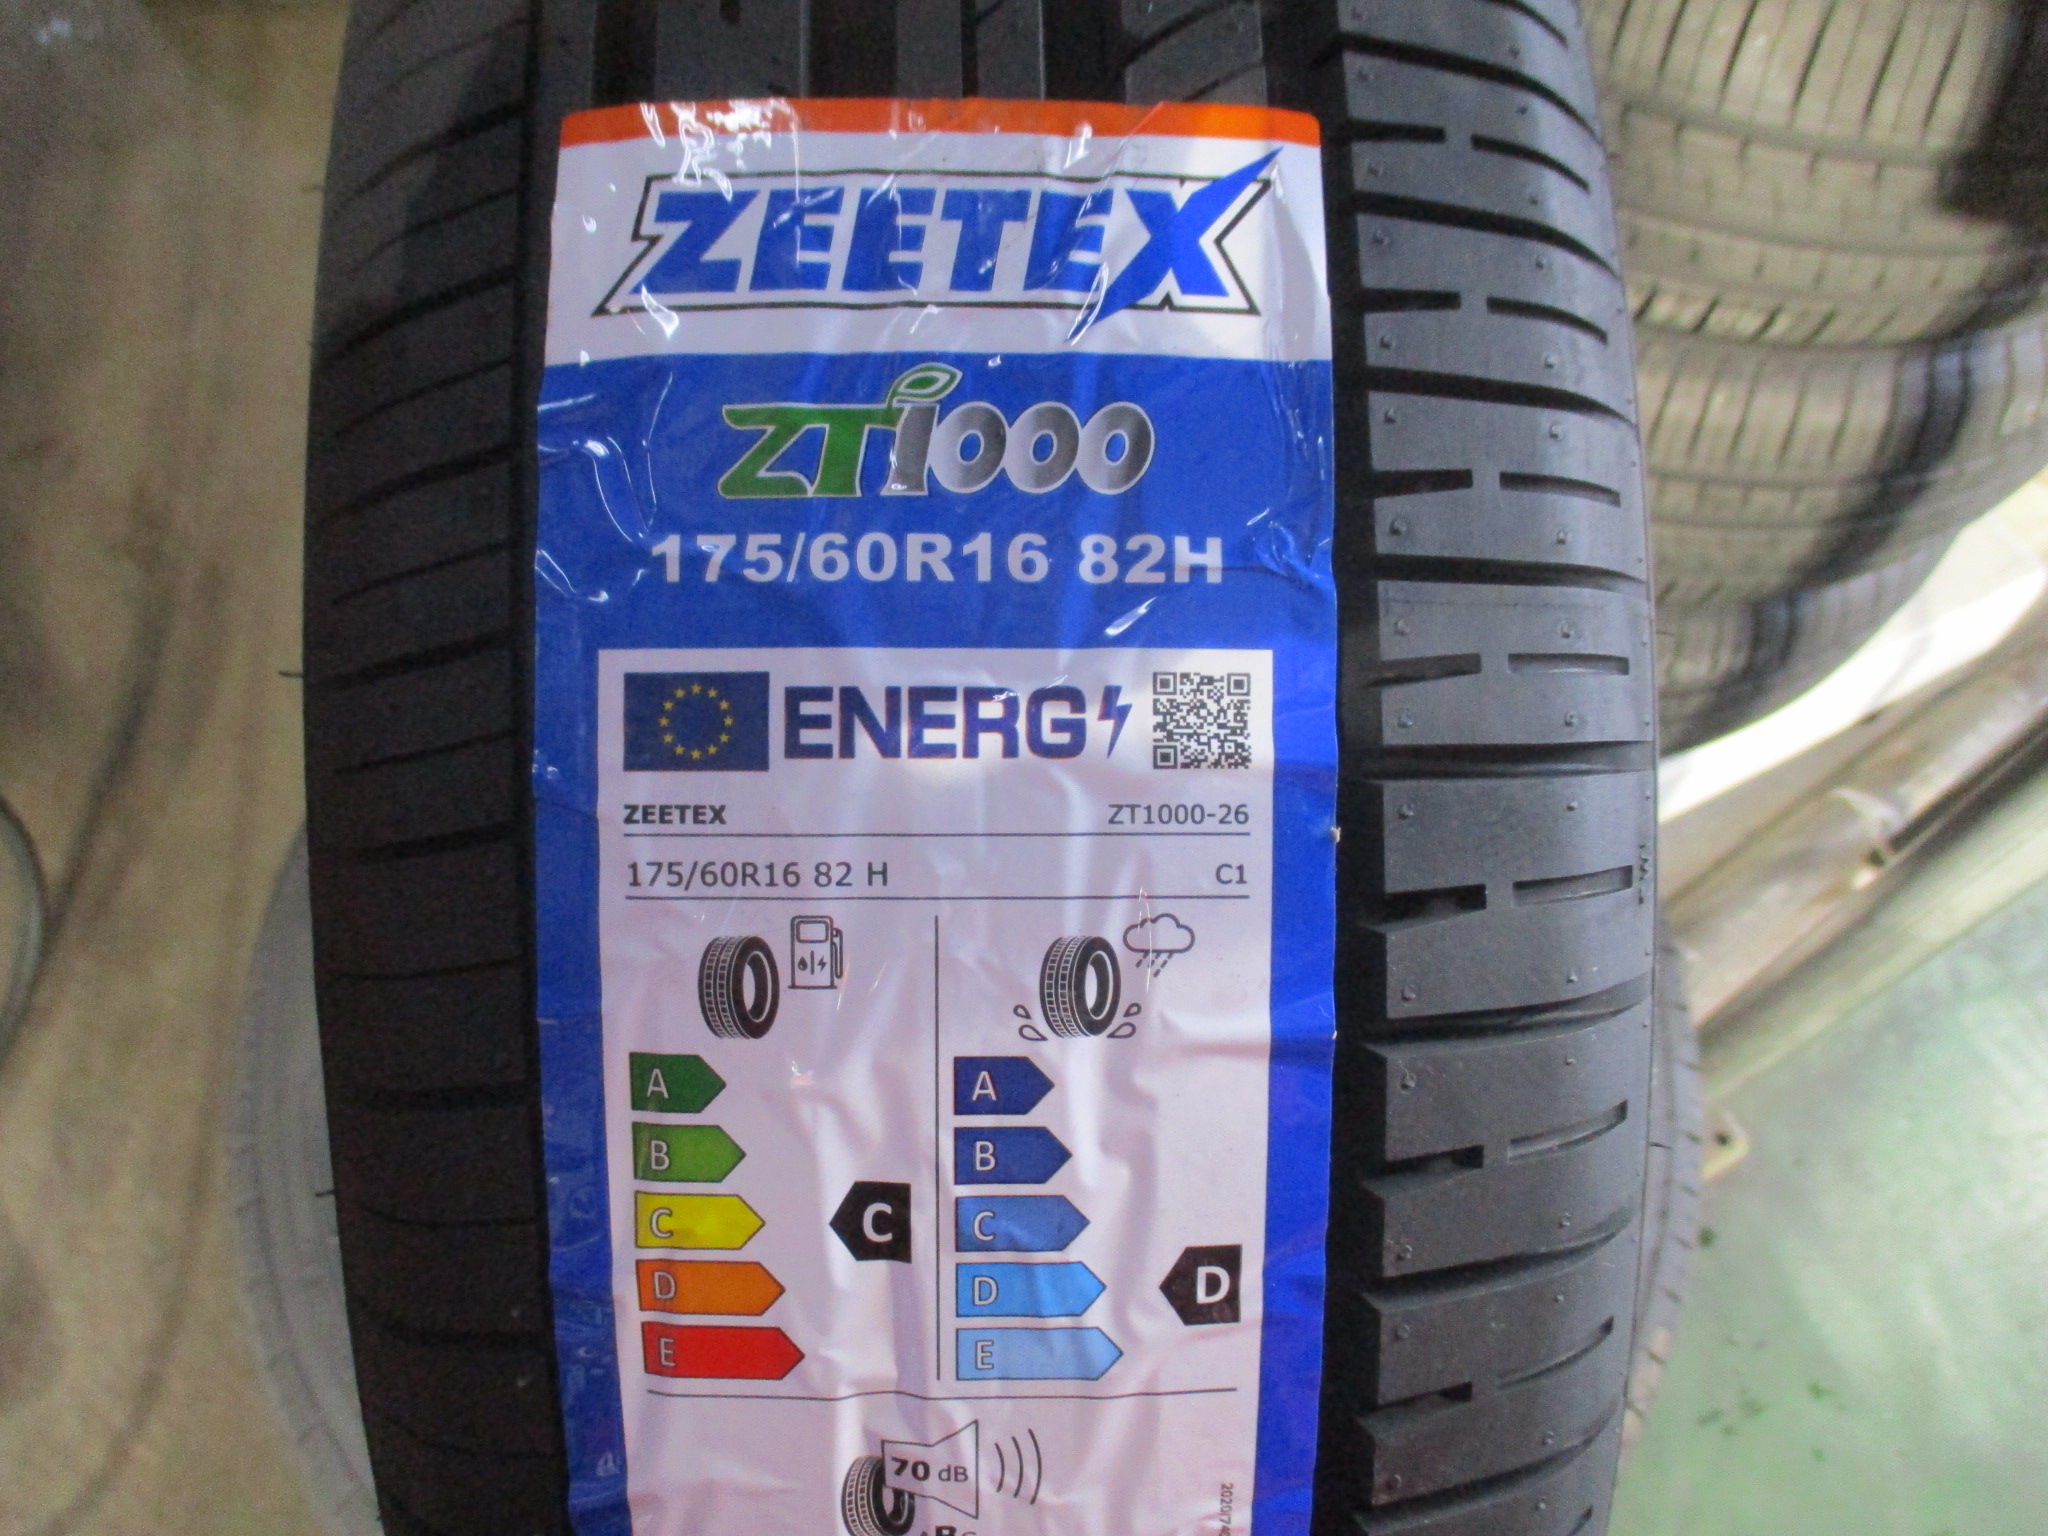 ZEETEX
ZT1000
175/60R16 82H
ENERG
ZEETEX ZT1000-26
175/60R16 82 H C1
A A
B B
C C C
D D D
E E
70 dB